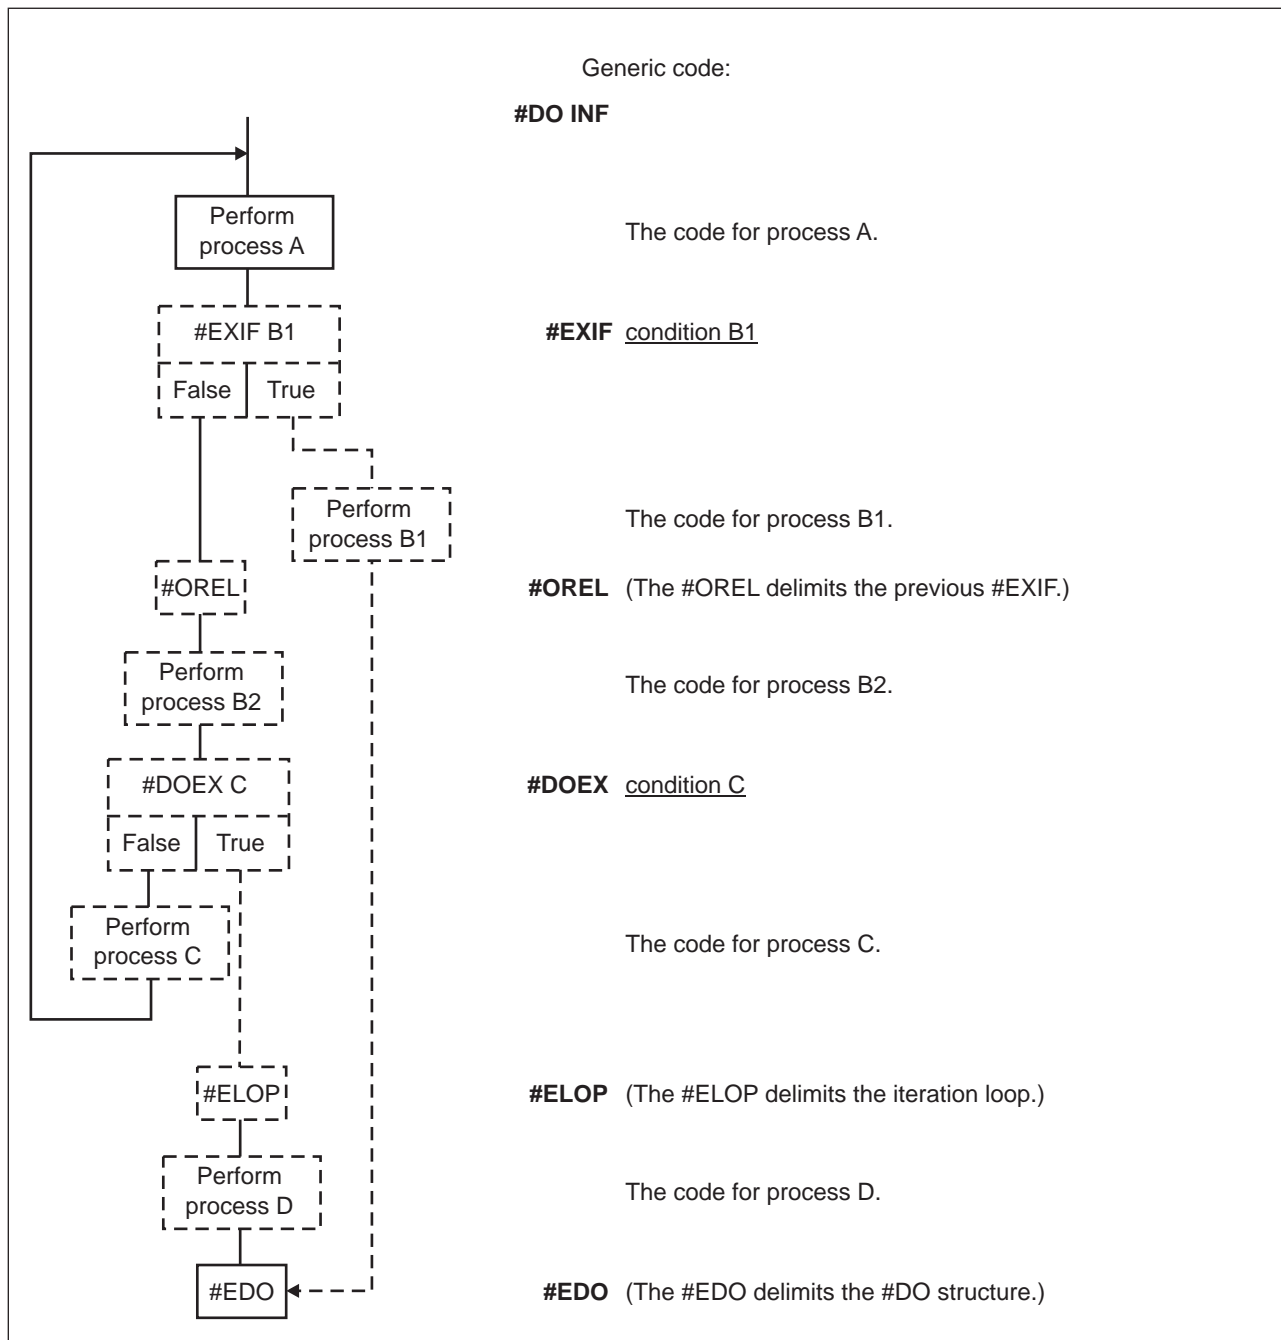 Generic code:
#DO INF
Perform
process A
The code for process A.
#EXIF B1
#EXIF condition B1
False True
Perform
process B1
The code for process B1.
#OREL
#OREL (The #OREL delimits the previous #EXIF.)
Perform
process B2
The code for process B2.
#DOEX C
#DOEX condition C
False True
Perform
process C
The code for process C.
#ELOP
#ELOP (The #ELOP delimits the iteration loop.)
Perform
process D
The code for process D.
#EDO
#EDO (The #EDO delimits the #DO structure.)